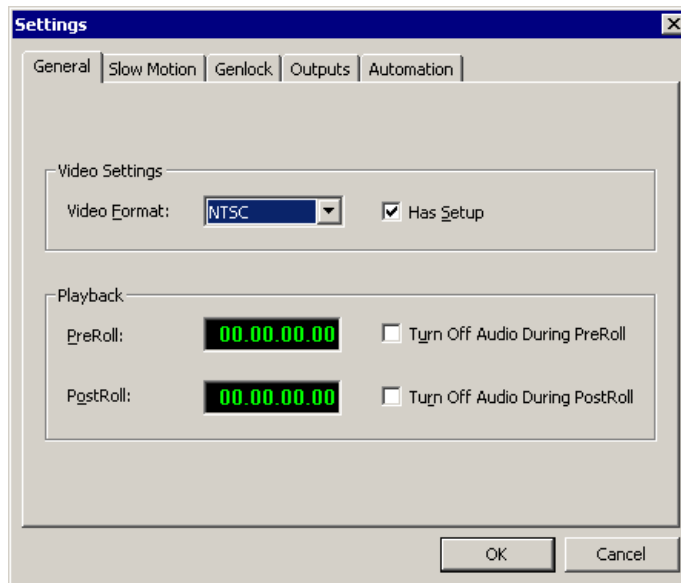 Settings
General Slow Motion Genlock Outputs Automation
Video Settings
Video Format: NTSC Has Setup
Playback
PreRoll: 00.00.00.00 Turn Off Audio During PreRoll
PostRoll: 00.00.00.00 Turn Off Audio During PostRoll
OK Cancel